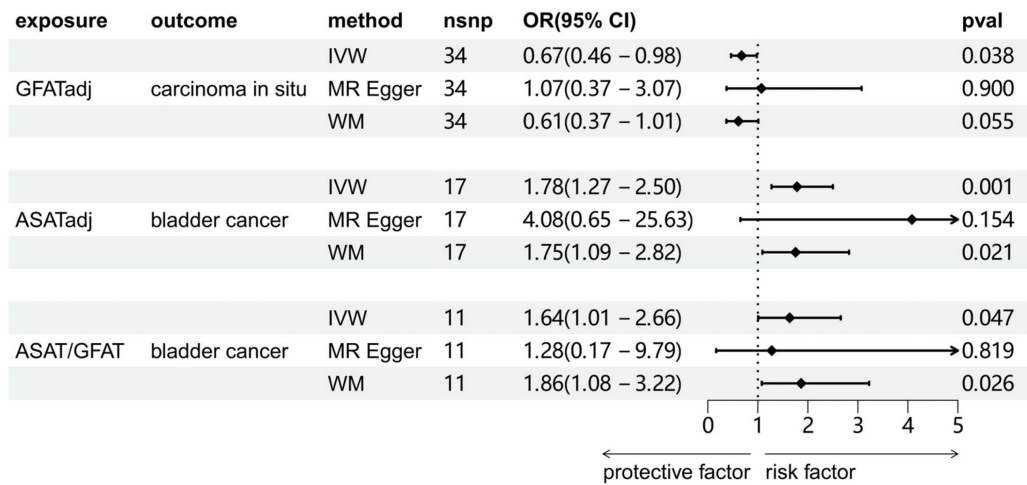 exposure outcome method nsnp OR(95% CI) pval
IVW 34 0.67(0.46 – 0.98) 0.038
GFATadj carcinoma in situ MR Egger 34 1.07(0.37 – 3.07) 0.900
WM 34 0.61(0.37 – 1.01) 0.055
IVW 17 1.78(1.27 – 2.50) 0.001
ASATadj bladder cancer MR Egger 17 4.08(0.65 – 25.63) 0.154
WM 17 1.75(1.09 – 2.82) 0.021
IVW 11 1.64(1.01 – 2.66) 0.047
ASAT/GFAT bladder cancer MR Egger 11 1.28(0.17 – 9.79) 0.819
WM 11 1.86(1.08 – 3.22) 0.026
0 1 2 3 4 5
protective factor risk factor